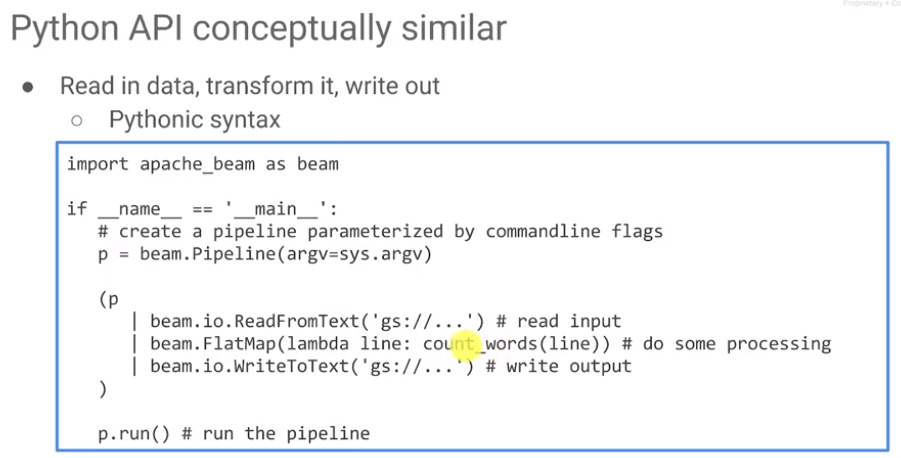 Proprietary + Co
Python API conceptually similar
● Read in data, transform it, write out
○ Pythonic syntax
import apache_beam as beam
if __name__ == '__main__':
# create a pipeline parameterized by commandline flags
p = beam.Pipeline(argv=sys.argv)
(p
| beam.io.ReadFromText('gs://...') # read input
| beam.FlatMap(lambda line: count_words(line)) # do some processing
| beam.io.WriteToText('gs://...') # write output
)
p.run() # run the pipeline